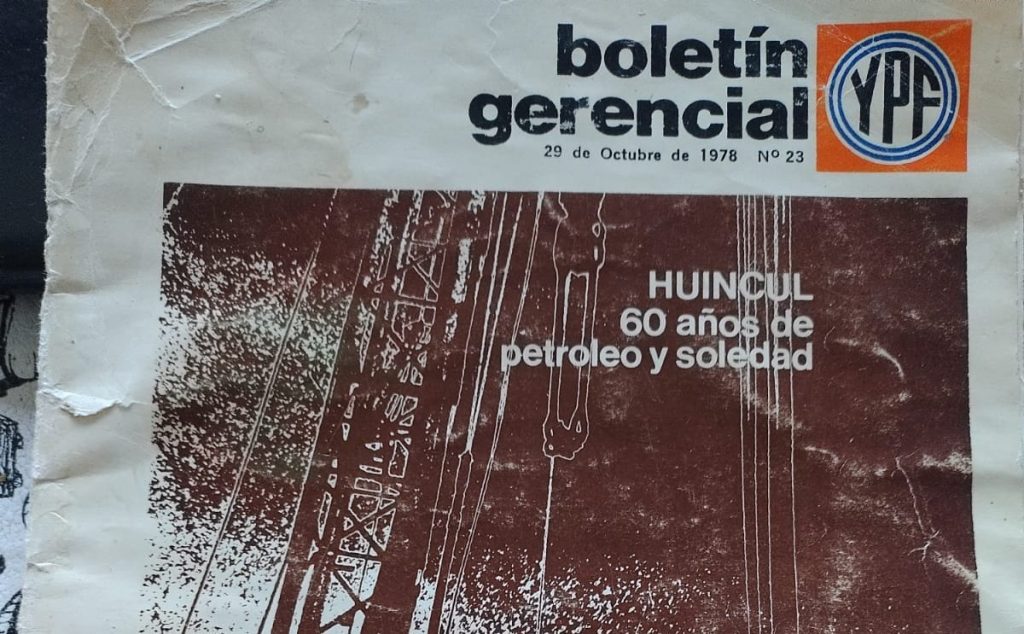 boletín
gerencial
YPF
29 de Octubre de 1978 Nº 23
HUINCUL
60 años de
petroleo y soledad